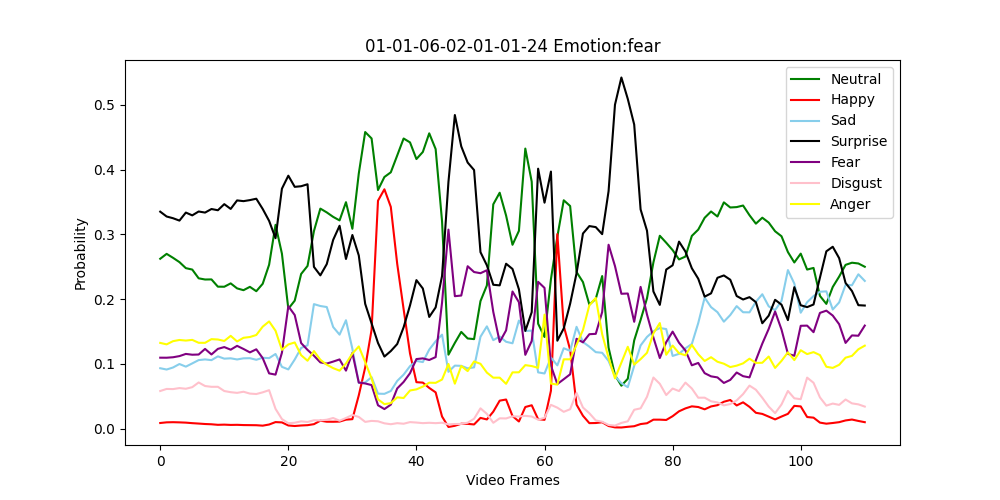 01-01-06-02-01-01-24 Emotion:fear
Neutral
Happy
Sad
Surprise
Fear
Disgust
Anger
Probability
0.5
0.4
0.3
0.2
0.1
0.0
0 20 40 60 80 100
Video Frames